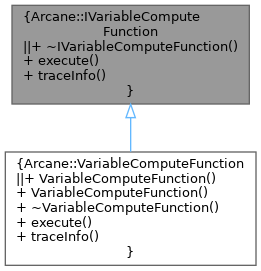 {Arcane::IVariableCompute
Function
||+ ~IVariableComputeFunction()
+ execute()
+ traceInfo()
}
{Arcane::VariableComputeFunction
||+ VariableComputeFunction()
+ VariableComputeFunction()
+ ~VariableComputeFunction()
+ execute()
+ traceInfo()
}